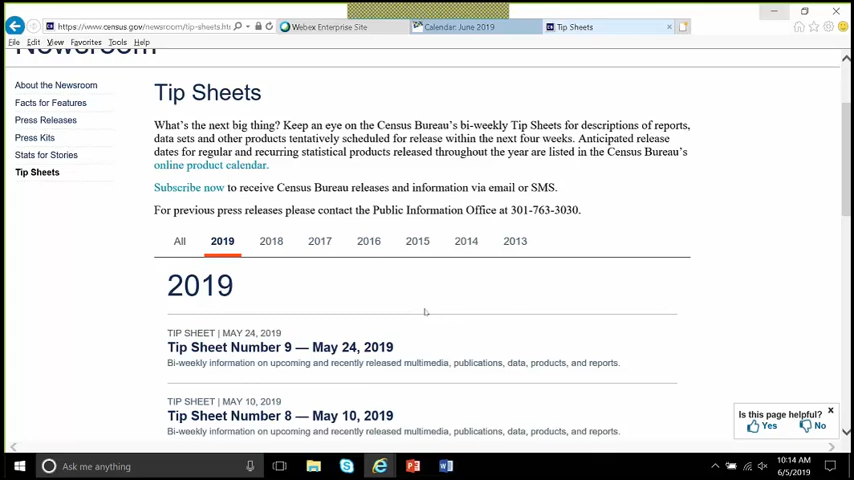 https://www.census.gov/newsroom/tip-sheets.ht
Webex Enterprise Site
Calendar: June 2019
Tip Sheets
File Edit View Favorites Tools Help
Newsroom
About the Newsroom
Facts for Features
Press Releases
Press Kits
Stats for Stories
Tip Sheets
Tip Sheets
What's the next big thing? Keep an eye on the Census Bureau's bi-weekly Tip Sheets for descriptions of reports,
data sets and other products tentatively scheduled for release within the next four weeks. Anticipated release
dates for regular and recurring statistical products released throughout the year are listed in the Census Bureau's
online product calendar.
Subscribe now to receive Census Bureau releases and information via email or SMS.
For previous press releases please contact the Public Information Office at 301-763-3030.
All 2019 2018 2017 2016 2015 2014 2013
2019
TIP SHEET | MAY 24, 2019
Tip Sheet Number 9 — May 24, 2019
Bi-weekly information on upcoming and recently released multimedia, publications, data, products, and reports.
TIP SHEET | MAY 10, 2019
Tip Sheet Number 8 — May 10, 2019
Bi-weekly information on upcoming and recently released multimedia, publications, data, products, and reports.
Is this page helpful? x
Yes No
Ask me anything
10:14 AM
6/5/2019